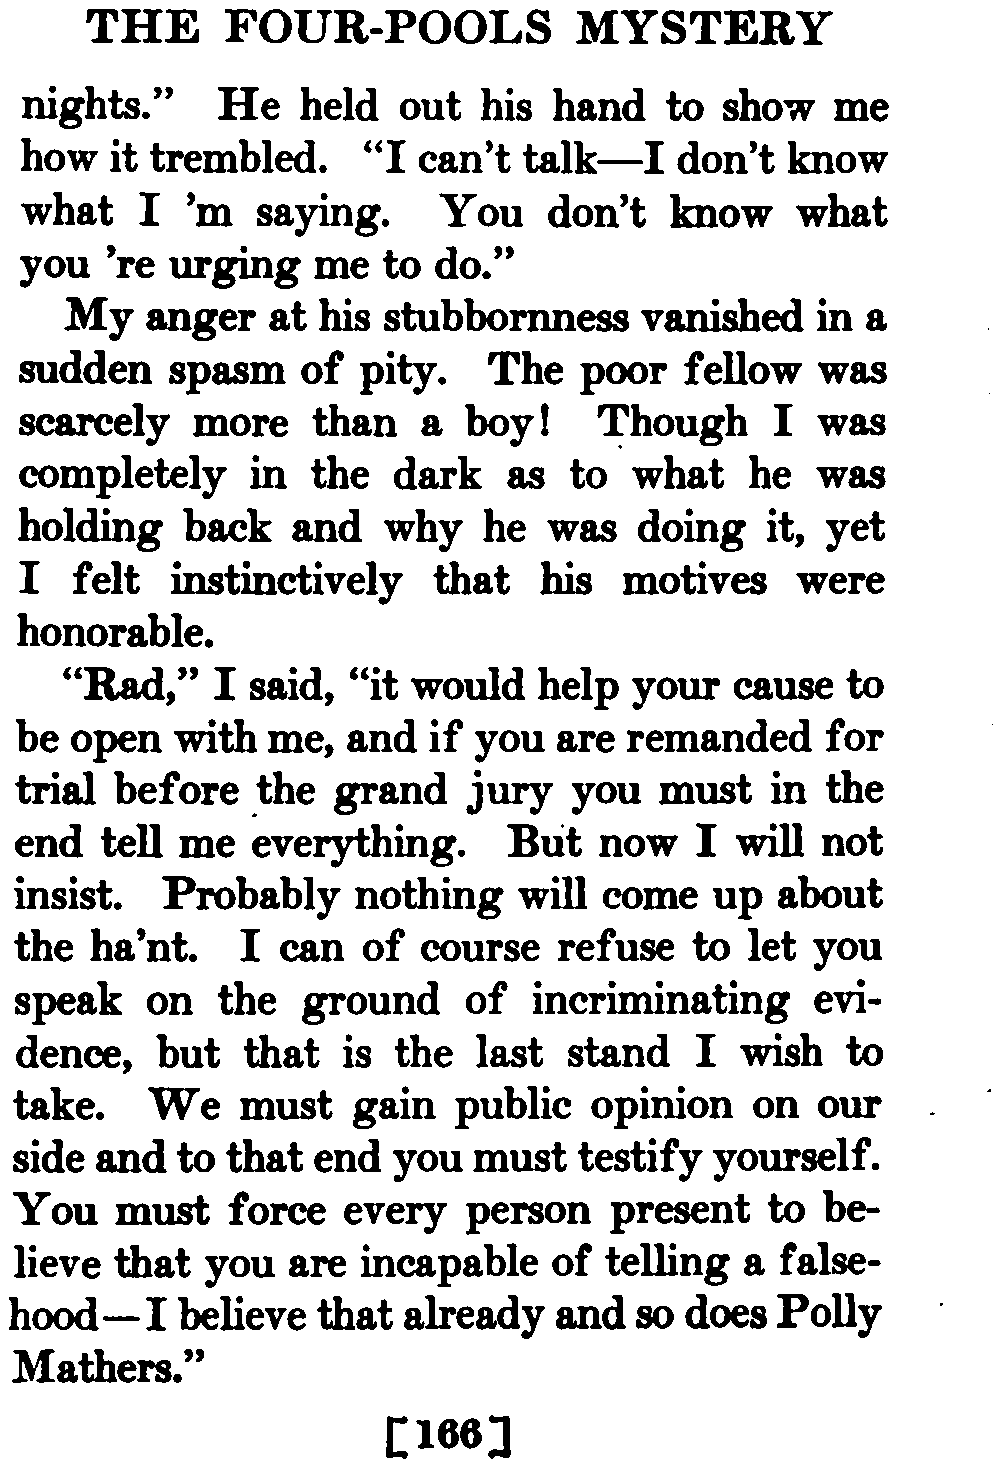 THE FOUR-POOLS MYSTERY
nights.” He held out his hand to show me
how it trembled. “I can’t talk—I don’t know
what I ’m saying. You don’t know what
you ’re urging me to do.”
My anger at his stubbornness vanished in a
sudden spasm of pity. The poor fellow was
scarcely more than a boy! Though I was
completely in the dark as to what he was
holding back and why he was doing it, yet
I felt instinctively that his motives were
honorable.
“Rad,” I said, “it would help your cause to
be open with me, and if you are remanded for
trial before the grand jury you must in the
end tell me everything. But now I will not
insist. Probably nothing will come up about
the ha’nt. I can of course refuse to let you
speak on the ground of incriminating evi-
dence, but that is the last stand I wish to
take. We must gain public opinion on our
side and to that end you must testify yourself.
You must force every person present to be-
lieve that you are incapable of telling a false-
hood—I believe that already and so does Polly
Mathers.”
[166]